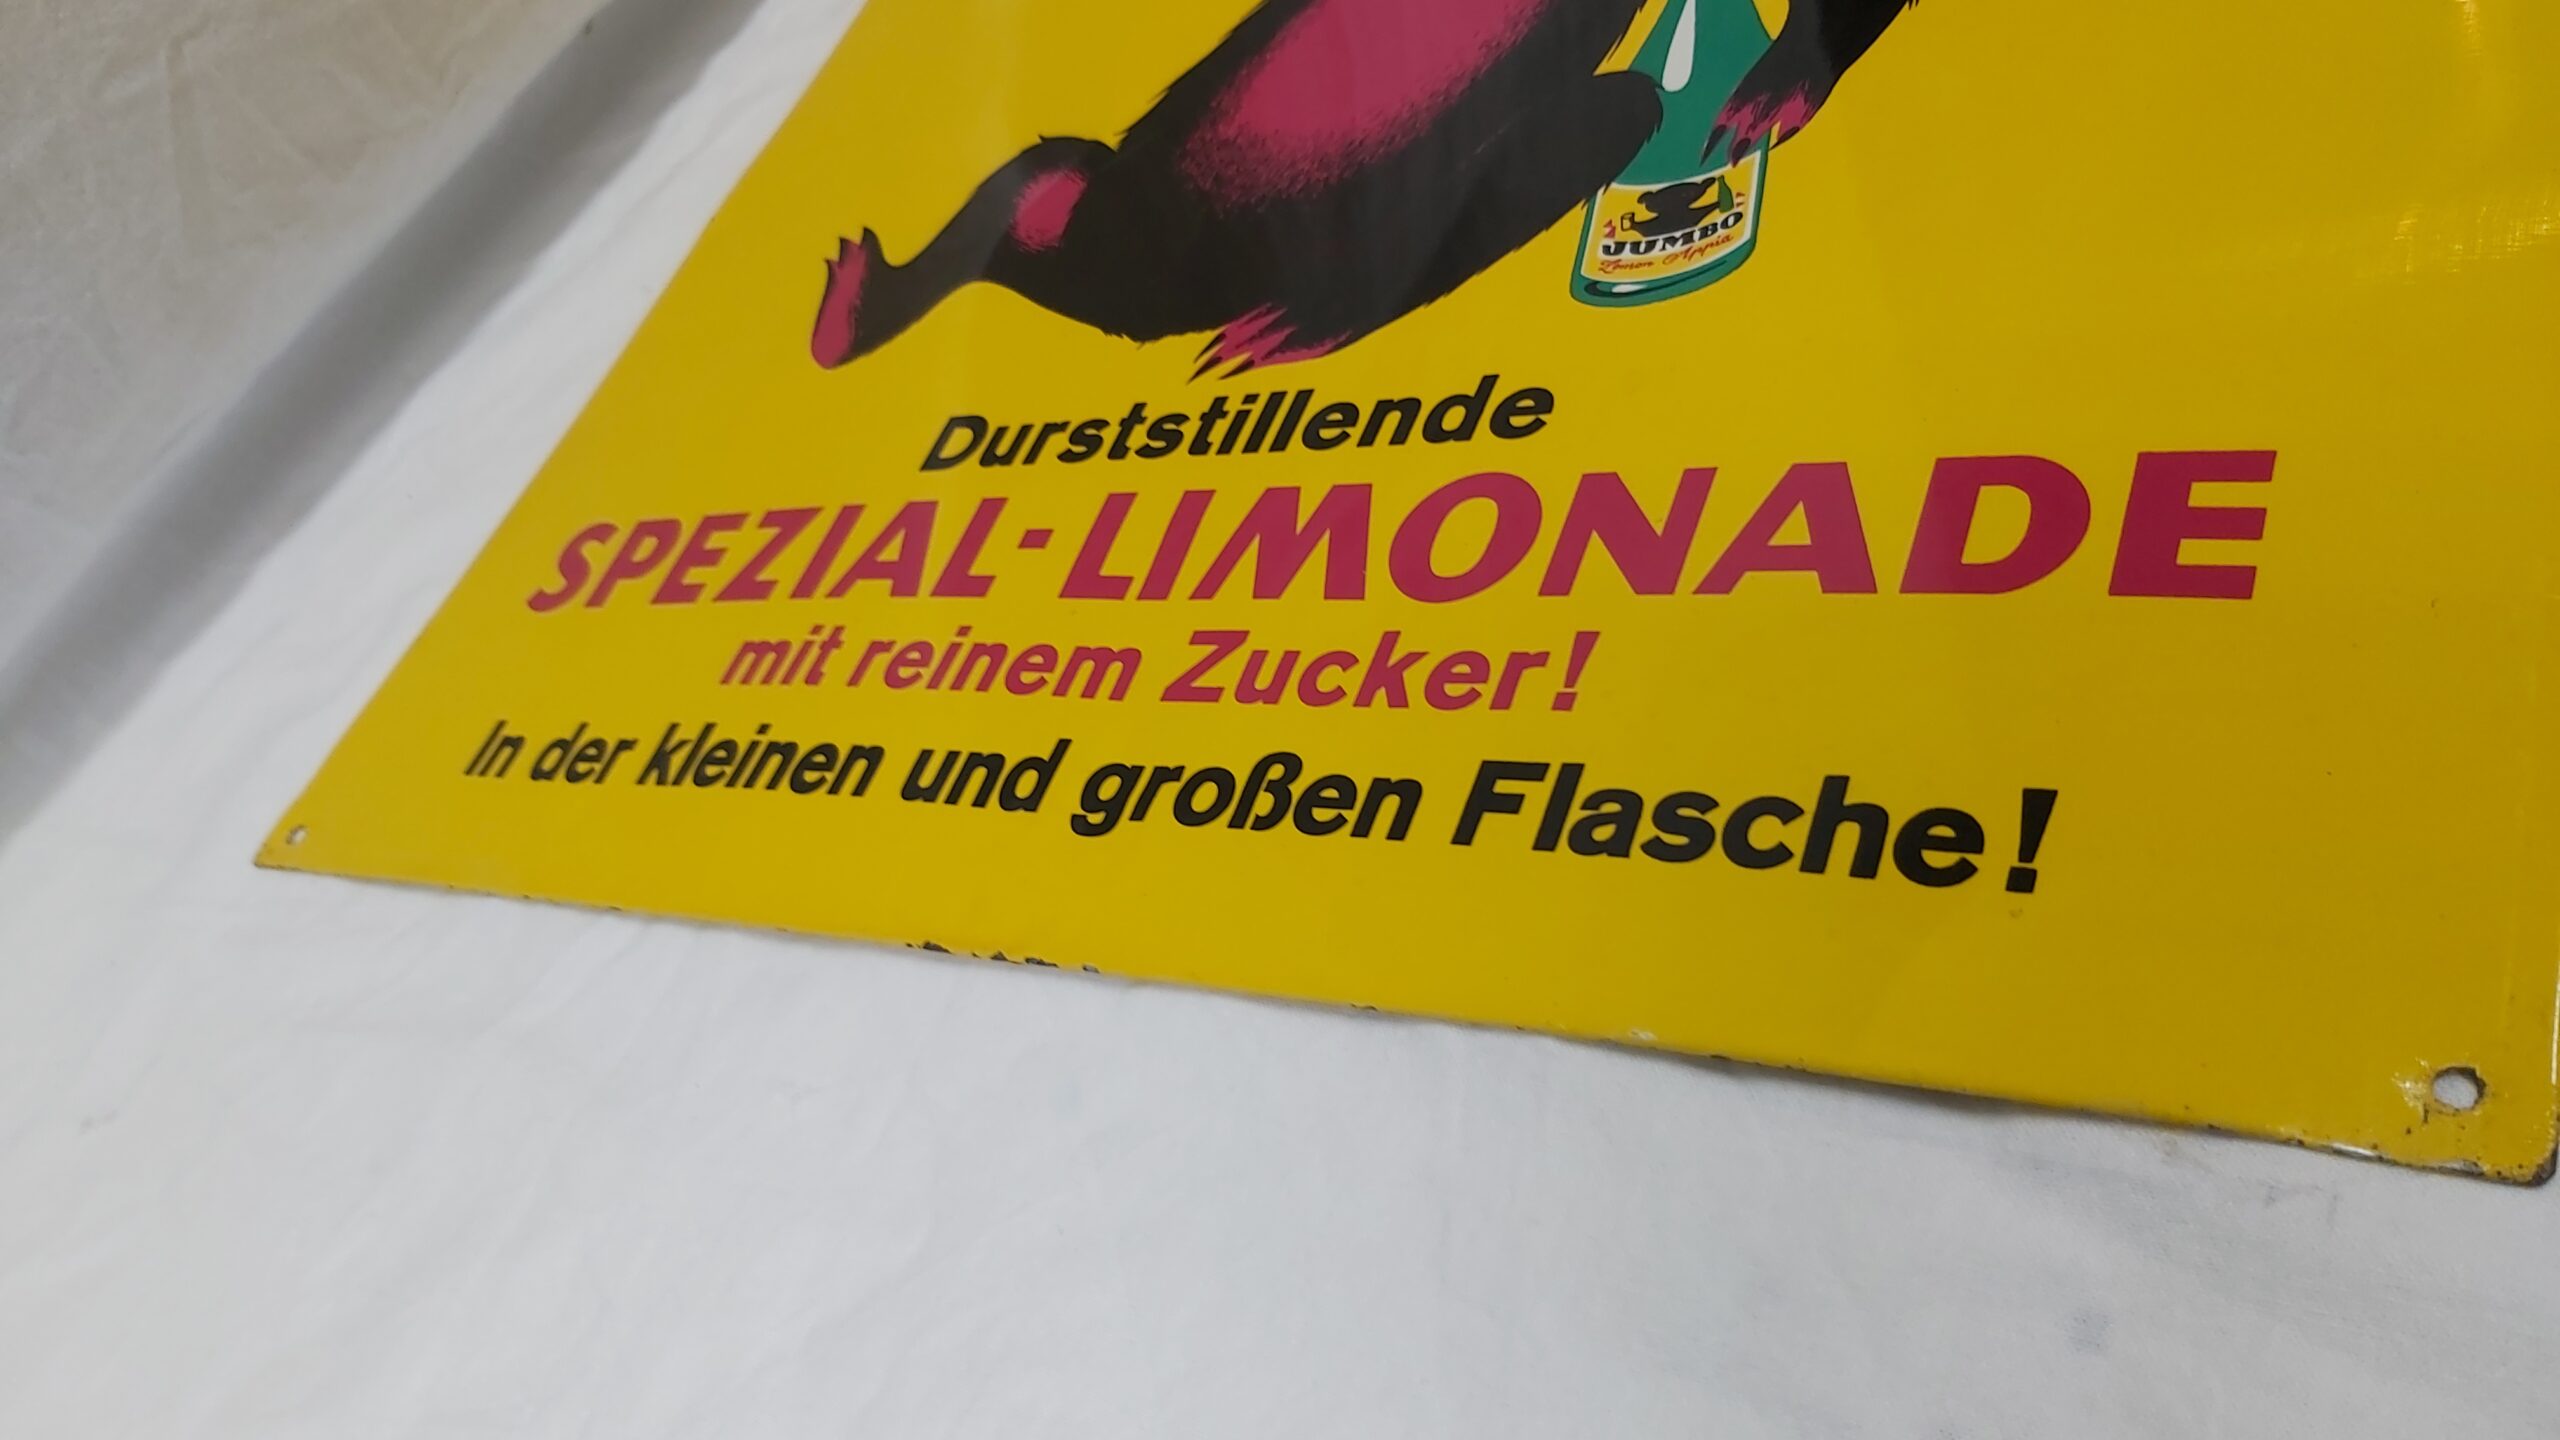 JUMBO
Durststillende
SPEZIAL-LIMONADE
mit reinem Zucker!
In der kleinen und großen Flasche!